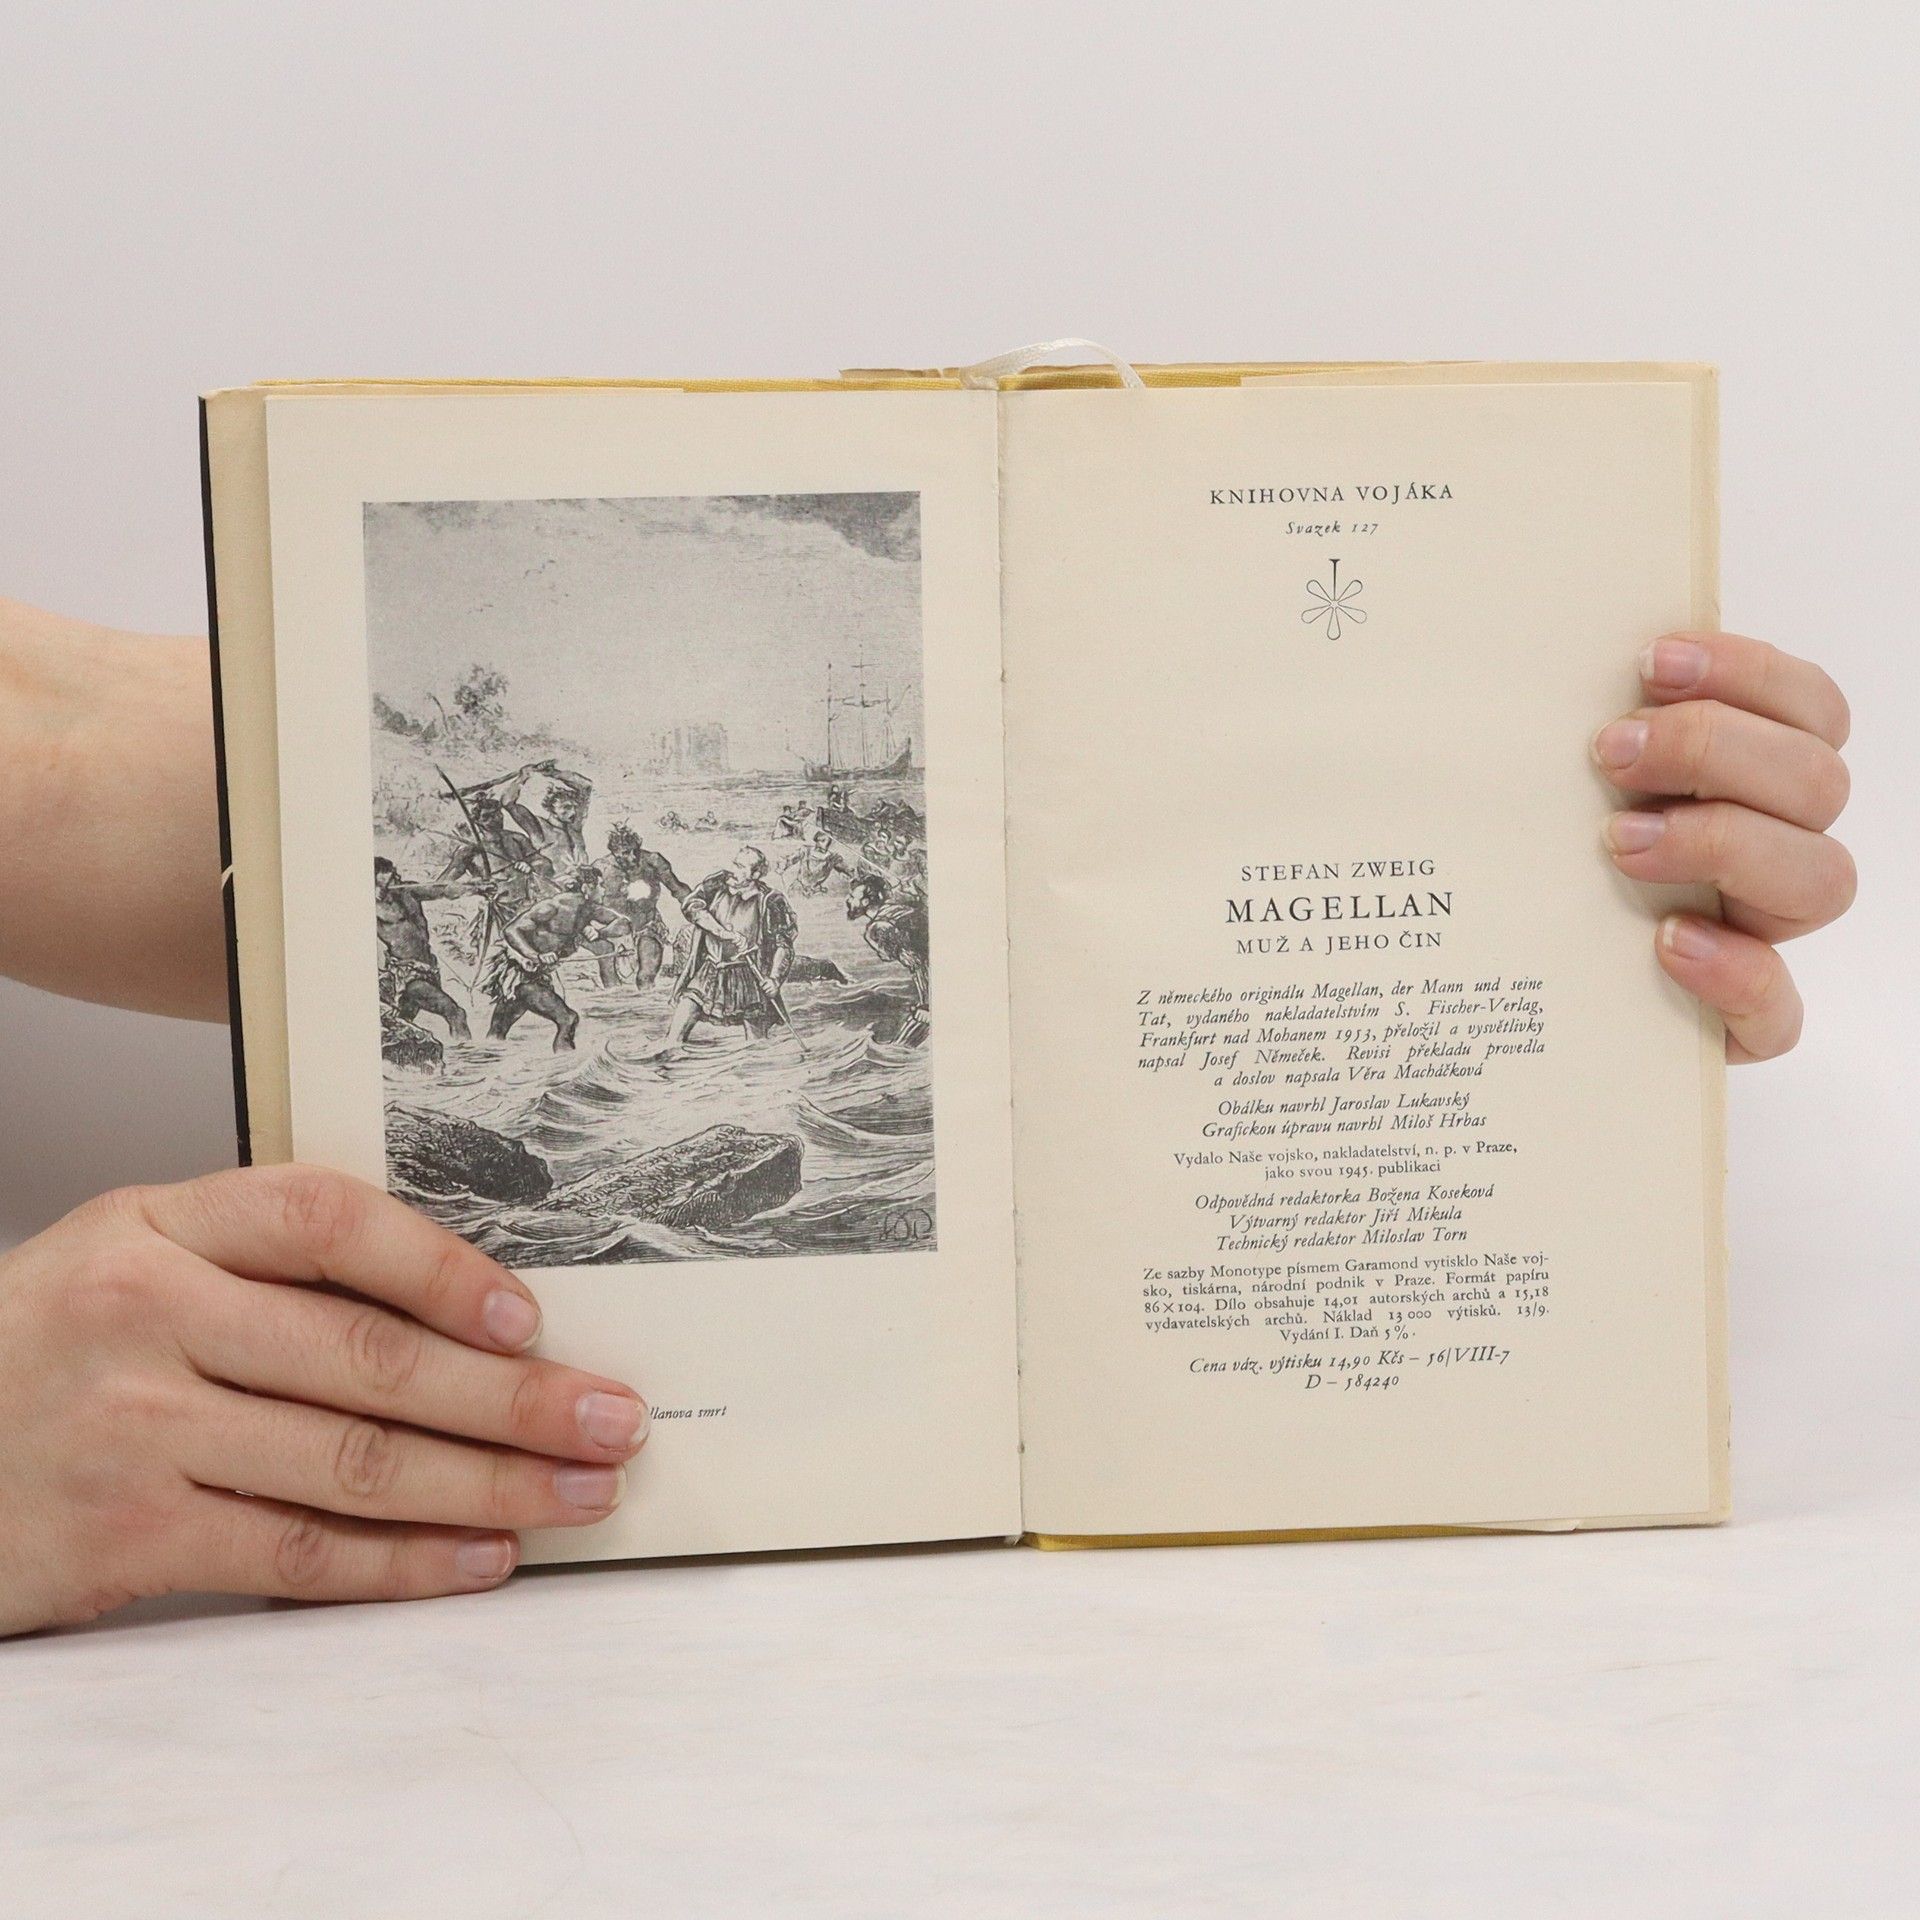 smrt
KNIHOVNA VOJÁKA
Svazek 127
STEFAN ZWEIG
MAGELLAN
MUŽ A JEHO ČIN
Z německého originálu Magellan, der Mann und seine
Tat, vydaného nakladatelstvím S. Fischer-Verlag,
Frankfurt nad Mohanem 1953, přeložil a vysvětlivky
napsal Josef Němeček. Revisi překladu provedla
a doslov napsala Věra Macháčková
Obálku navrhl Jaroslav Lukavský
Grafickou úpravu navrhl Miloš Hrbas
Vydalo Naše vojsko, nakladatelství, n. p. v Praze,
jako svou 1945. publikaci
Odpovědná redaktorka Božena Koseková
Výtvarný redaktor Jiří Mikula
Technický redaktor Miloslav Torn
Ze sazby Monotype písmem Garamond vytisklo Naše voj-
sko, tiskárna, národní podnik v Praze. Formát papíru
86×104. Dílo obsahuje 14,01 autorských archů a 15,18
vydavatelských archů. Náklad 13 000 výtisků. 13/9.
Vydání I. Daň 5%.
Cena váz. výtisku 14,90 Kčs – 56/VIII-7
D – 584240